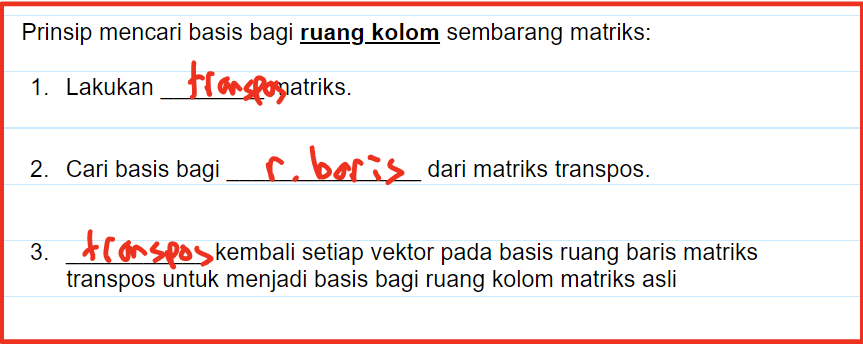 Prinsip mencari basis bagi ruang kolom sembarang matriks:
1. Lakukan transpos matriks.
2. Cari basis bagi r. baris dari matriks transpos.
3. transpos kembali setiap vektor pada basis ruang baris matriks
transpos untuk menjadi basis bagi ruang kolom matriks asli